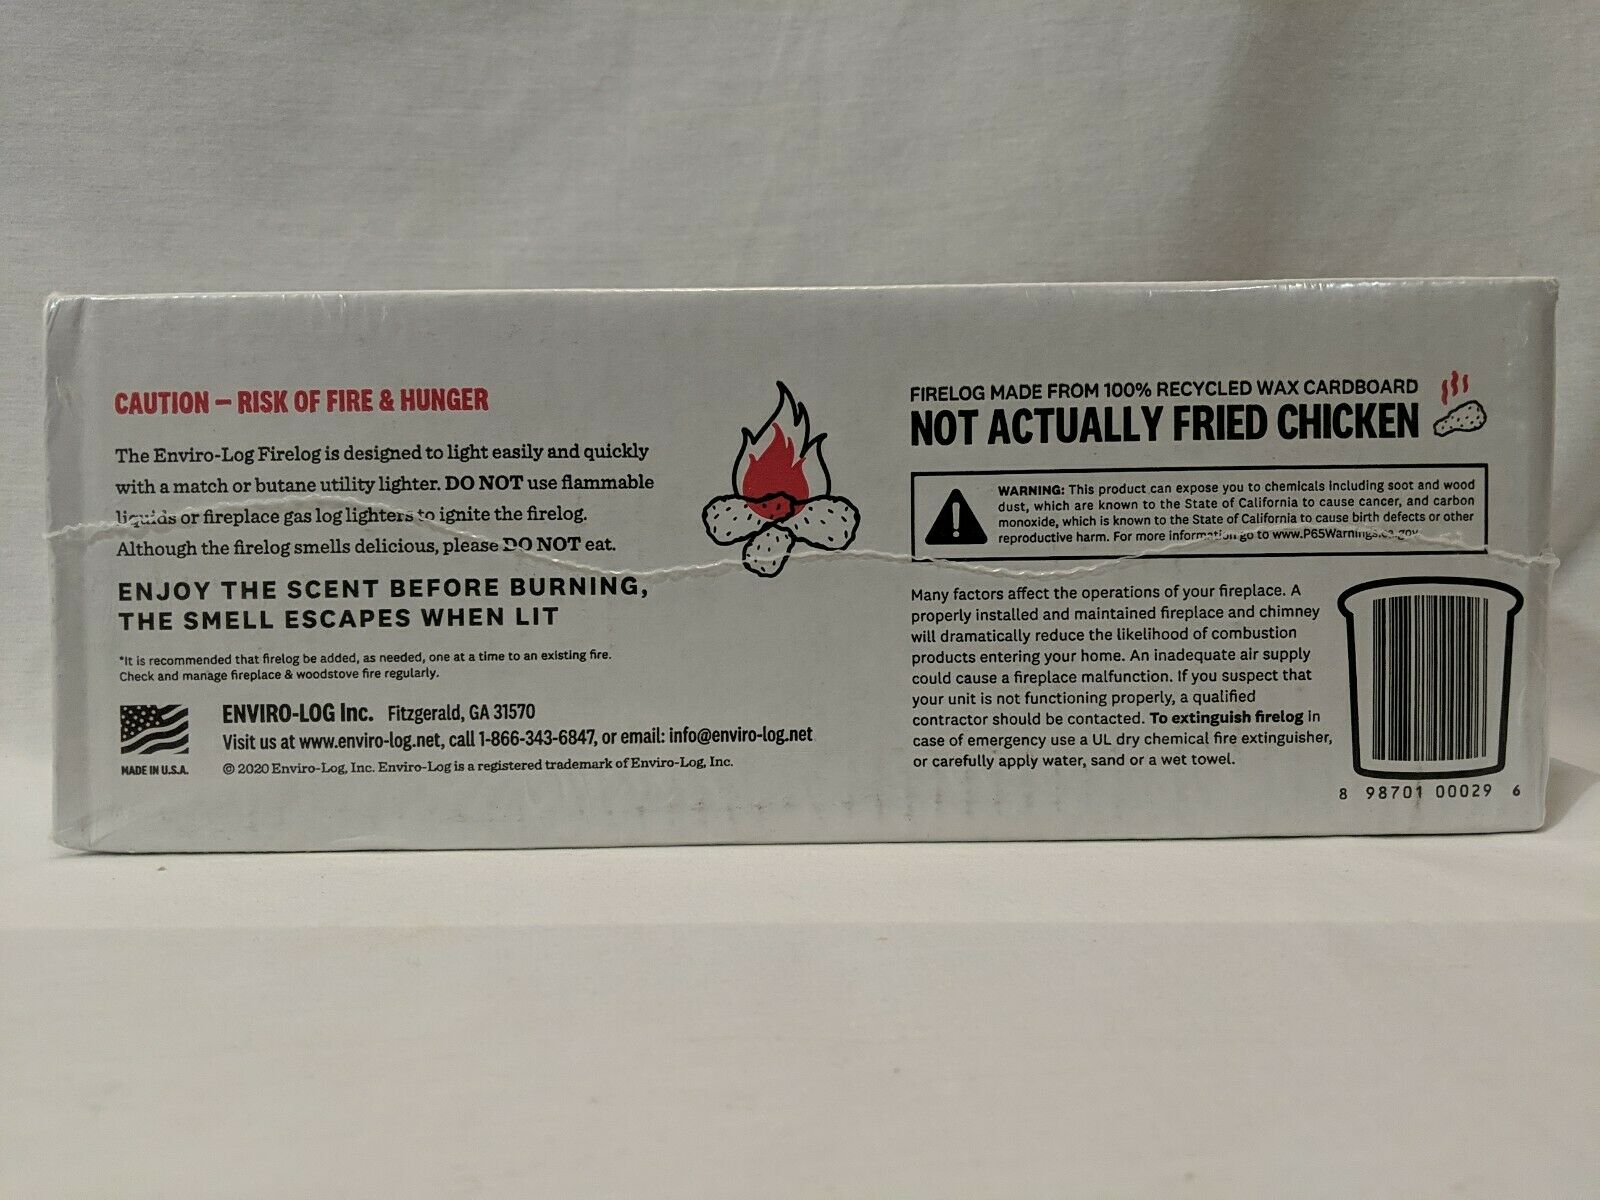 CAUTION – RISK OF FIRE & HUNGER
The Enviro-Log Firelog is designed to light easily and quickly
with a match or butane utility lighter. DO NOT use flammable
liquids or fireplace gas log lighters to ignite the firelog.
Although the firelog smells delicious, please DO NOT eat.
ENJOY THE SCENT BEFORE BURNING,
THE SMELL ESCAPES WHEN LIT
*It is recommended that firelog be added, as needed, one at a time to an existing fire.
Check and manage fireplace & woodstove fire regularly.
MADE IN U.S.A.
ENVIRO-LOG Inc. Fitzgerald, GA 31570
Visit us at www.enviro-log.net, call 1-866-343-6847, or email: info@enviro-log.net
© 2020 Enviro-Log, Inc. Enviro-Log is a registered trademark of Enviro-Log, Inc.
FIRELOG MADE FROM 100% RECYCLED WAX CARDBOARD
NOT ACTUALLY FRIED CHICKEN
WARNING: This product can expose you to chemicals including soot and wood
dust, which are known to the State of California to cause cancer, and carbon
monoxide, which is known to the State of California to cause birth defects or other
reproductive harm. For more information go to www.P65Warnings.ca.gov
Many factors affect the operations of your fireplace. A
properly installed and maintained fireplace and chimney
will dramatically reduce the likelihood of combustion
products entering your home. An inadequate air supply
could cause a fireplace malfunction. If you suspect that
your unit is not functioning properly, a qualified
contractor should be contacted. To extinguish firelog in
case of emergency use a UL dry chemical fire extinguisher,
or carefully apply water, sand or a wet towel.
8 98701 00029 6